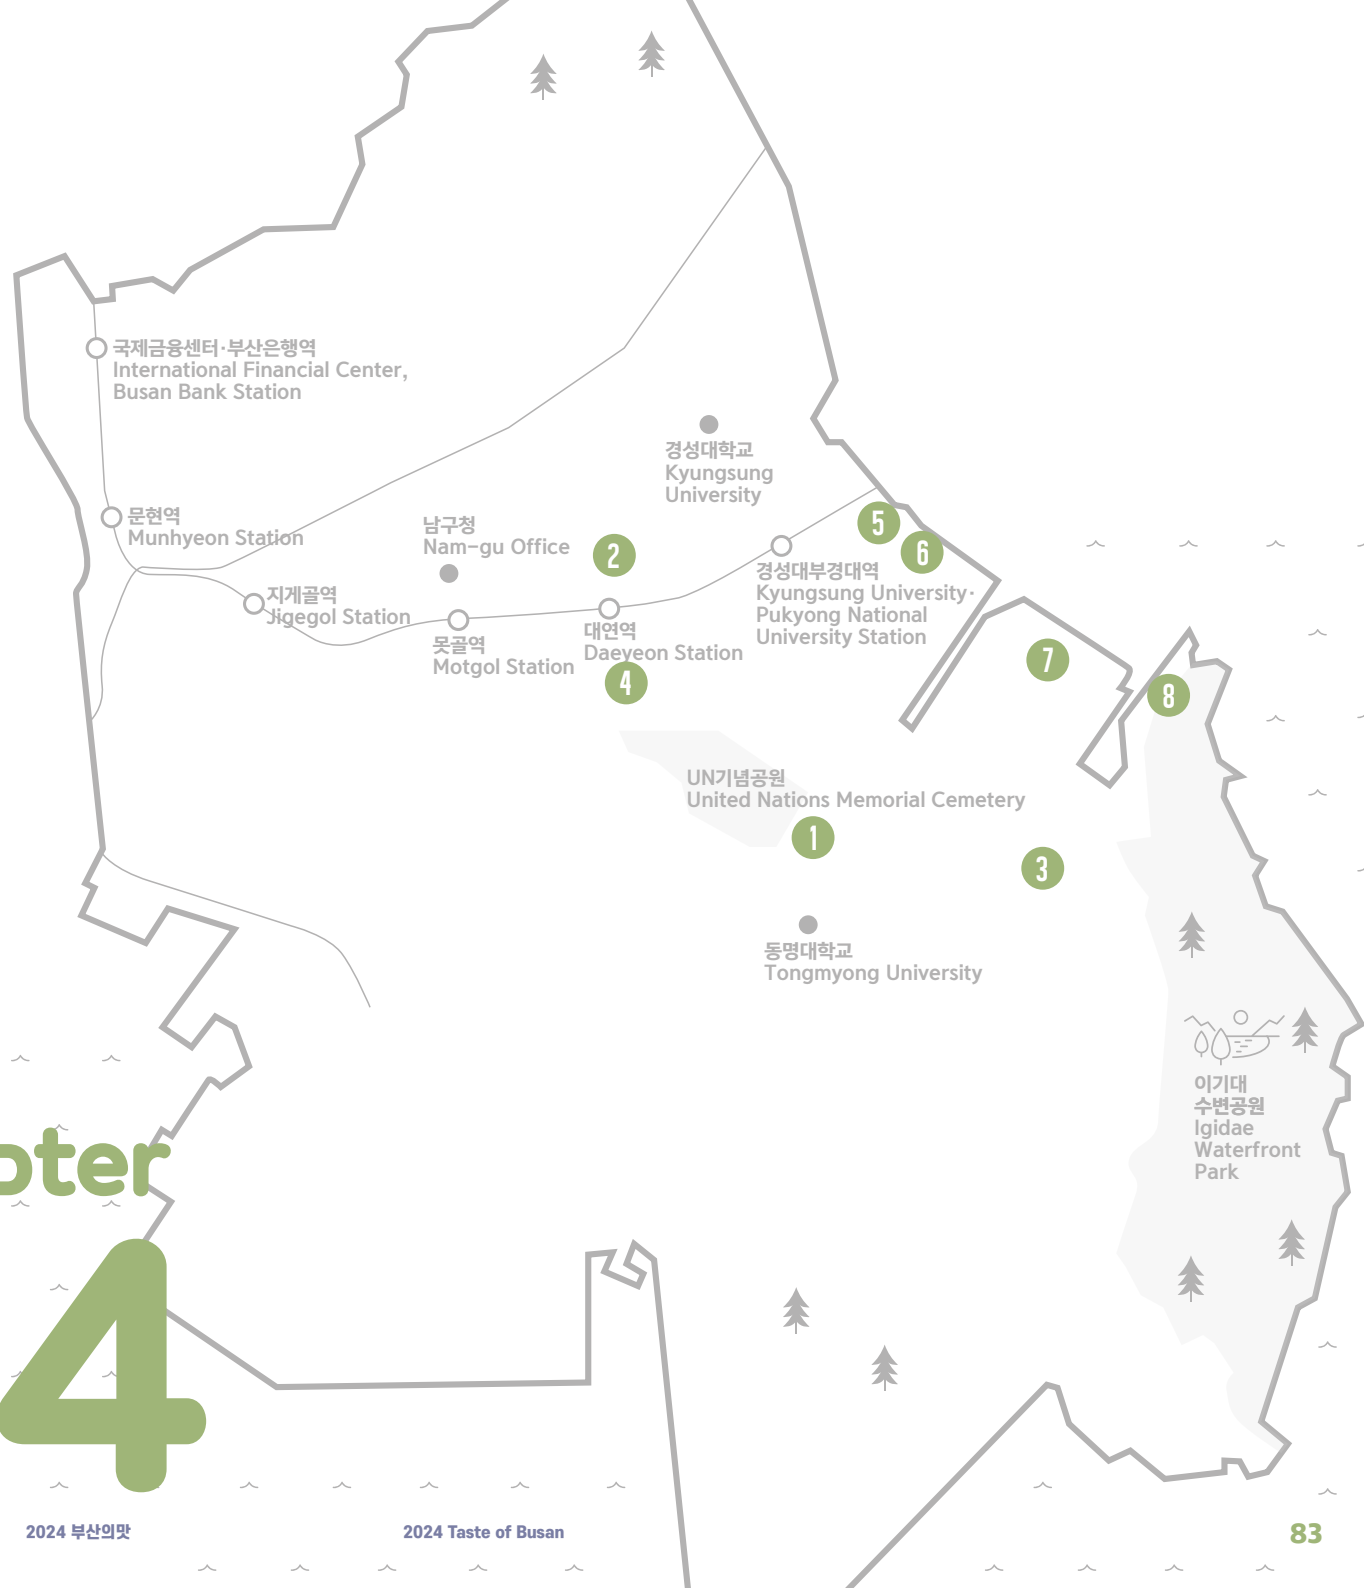 국제금융센터·부산은행역
International Financial Center,
Busan Bank Station
경성대학교
Kyungsung
University
문현역
Munhyeon Station
남구청
Nam-gu Office
2
5
6
경성대부경대역
Kyungsung University·
Pukyong National
University Station
지게골역
Jigegol Station
못골역
Motgol Station
대연역
Daeyeon Station
4
7
8
UN기념공원
United Nations Memorial Cemetery
1
3
동명대학교
Tongmyong University
이기대
수변공원
Igidae
Waterfront
Park
pter
4
2024 부산의맛
2024 Taste of Busan
83